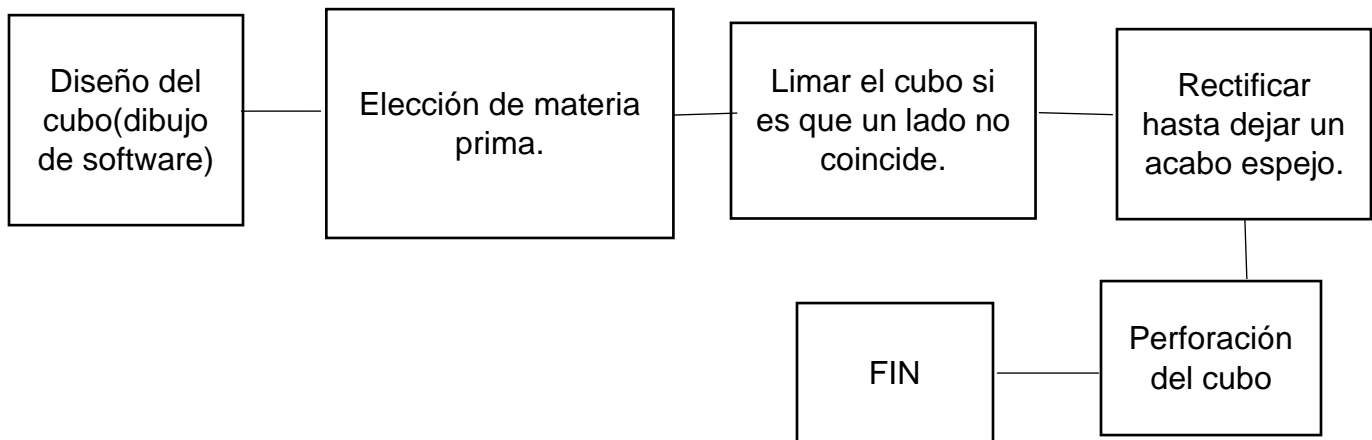 Diseño del
cubo(dibujo
de software)
Elección de materia
prima.
Limar el cubo si
es que un lado no
coincide.
Rectificar
hasta dejar un
acabo espejo.
Perforación
del cubo
FIN